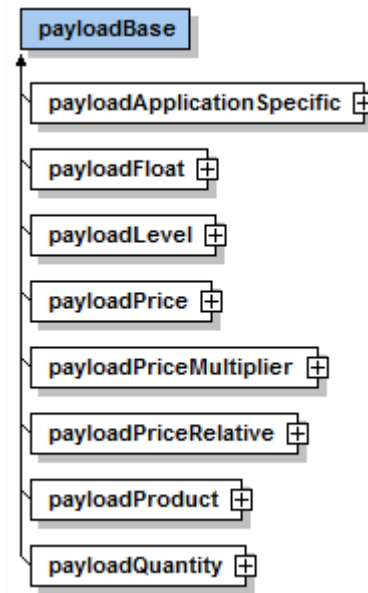 payloadBase
payloadApplicationSpecific
payloadFloat
payloadLevel
payloadPrice
payloadPriceMultiplier
payloadPriceRelative
payloadProduct
payloadQuantity